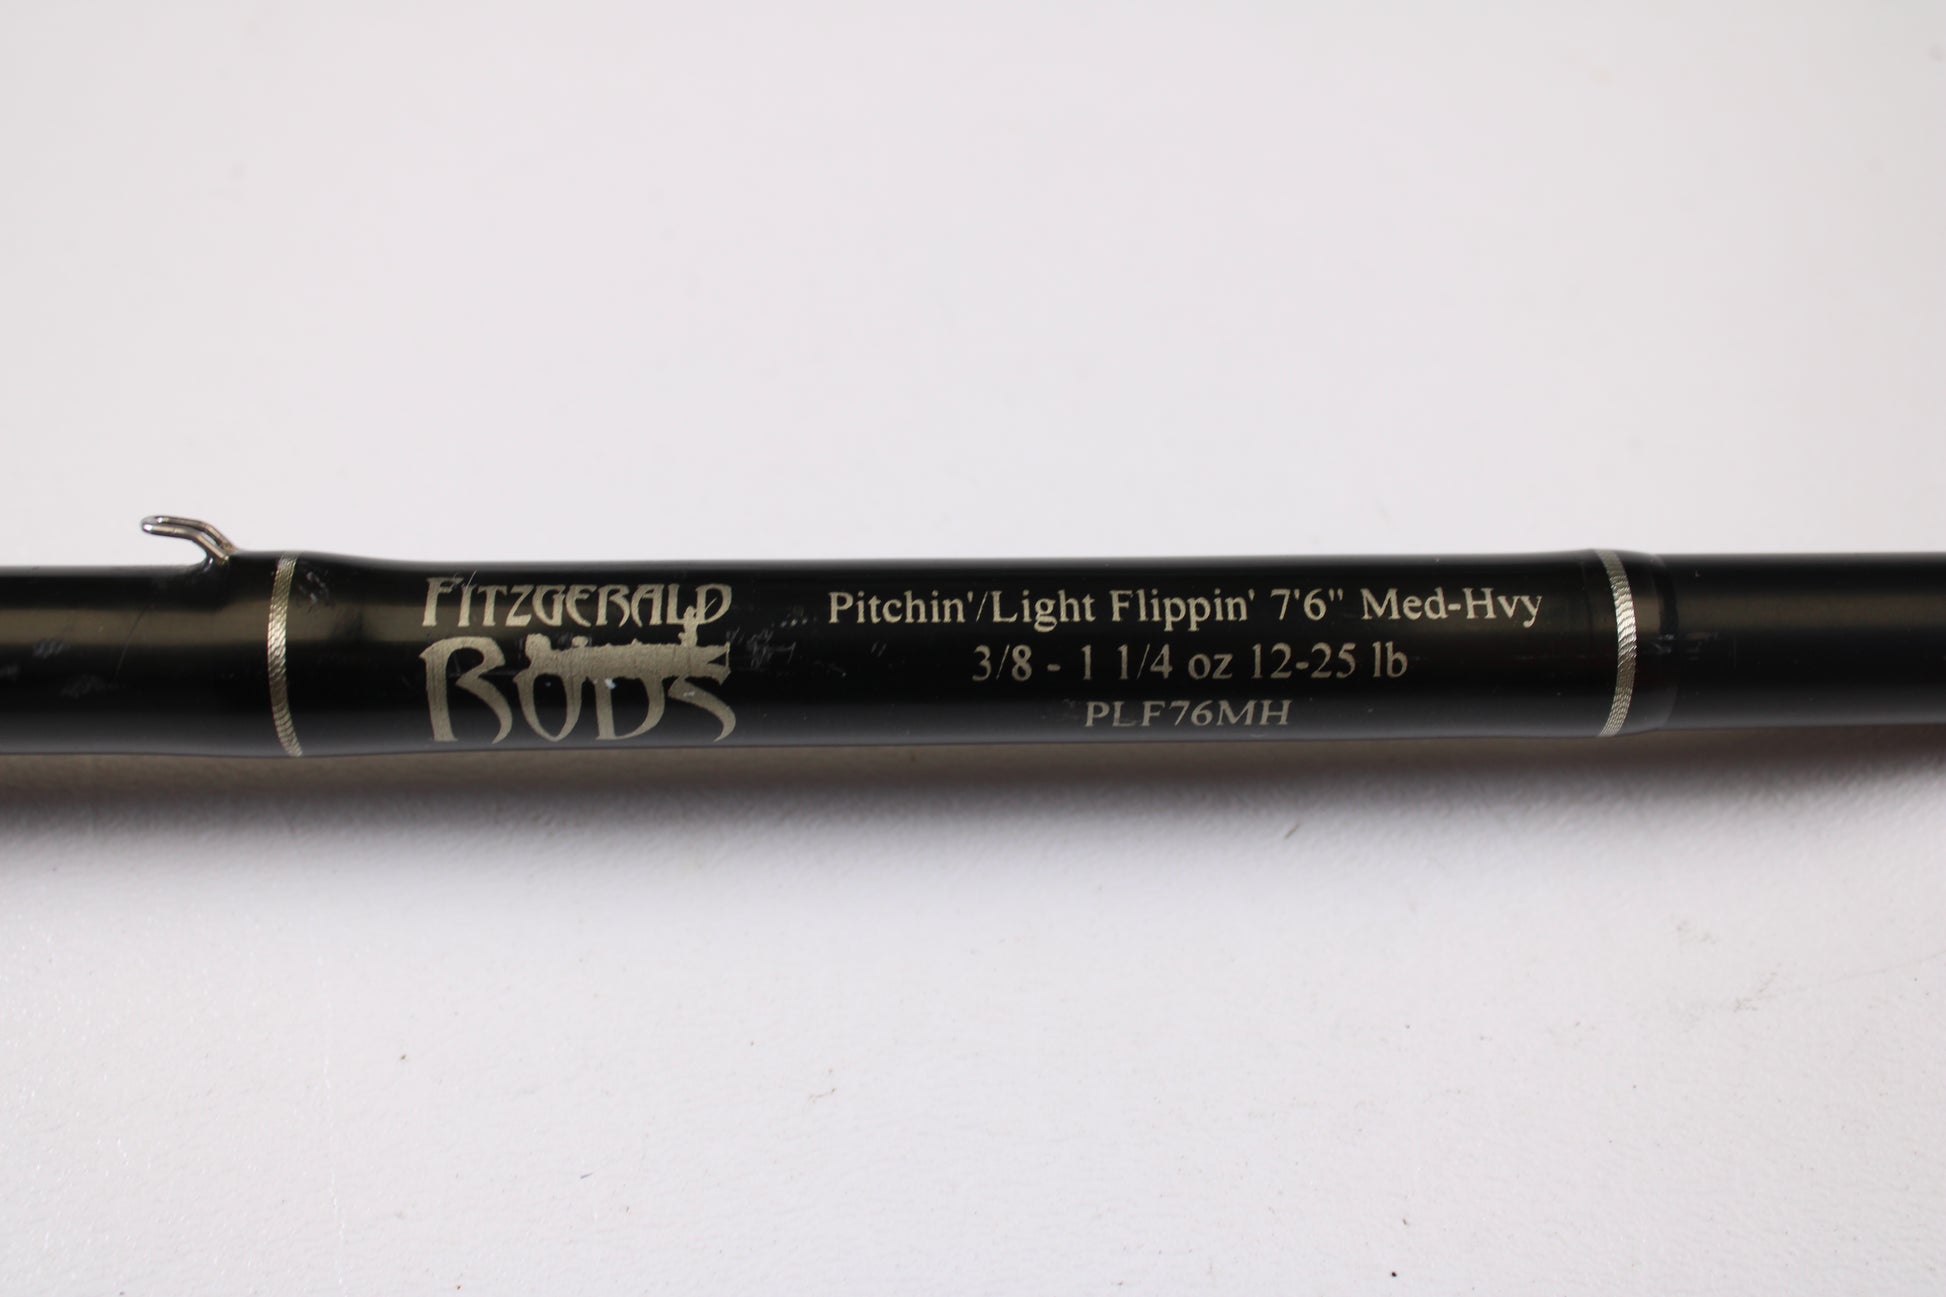 FITZGERALD
RODS
Pitchin'/Light Flippin' 7'6" Med-Hvy
3/8 - 1 1/4 oz 12-25 lb
PLF76MH